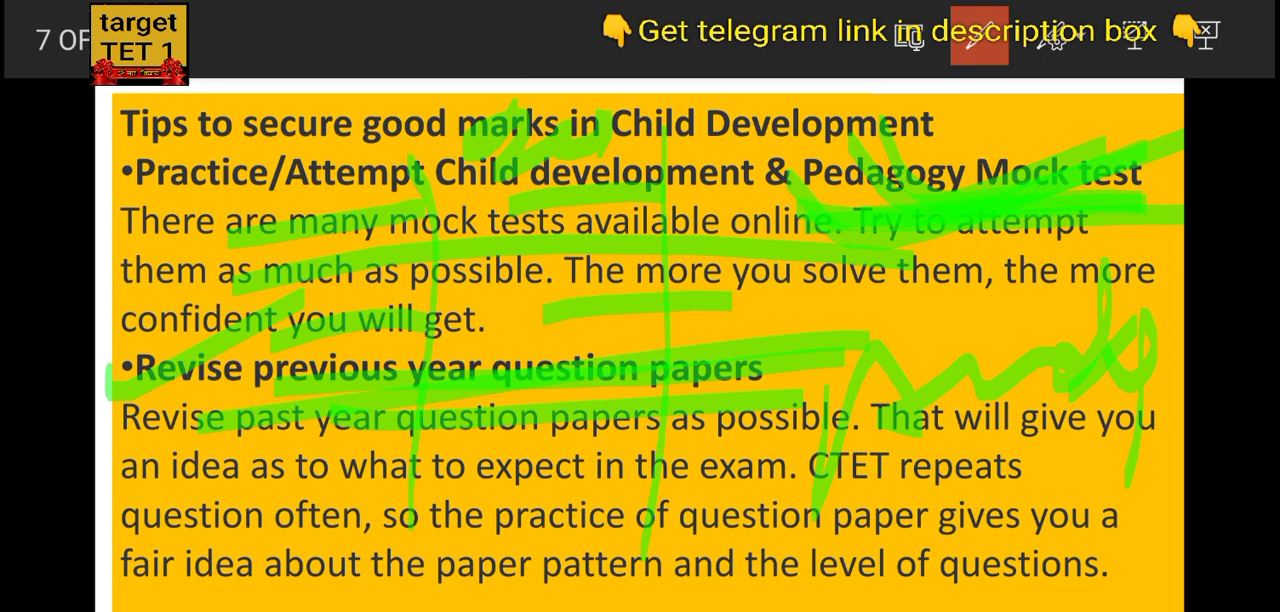 7 OF
target
TET 1
Get telegram link in description box
Tips to secure good marks in Child Development
•Practice/Attempt Child development & Pedagogy Mock test
There are many mock tests available online. Try to attempt
them as much as possible. The more you solve them, the more
confident you will get.
•Revise previous year question papers
Revise past year question papers as possible. That will give you
an idea as to what to expect in the exam. CTET repeats
question often, so the practice of question paper gives you a
fair idea about the paper pattern and the level of questions.